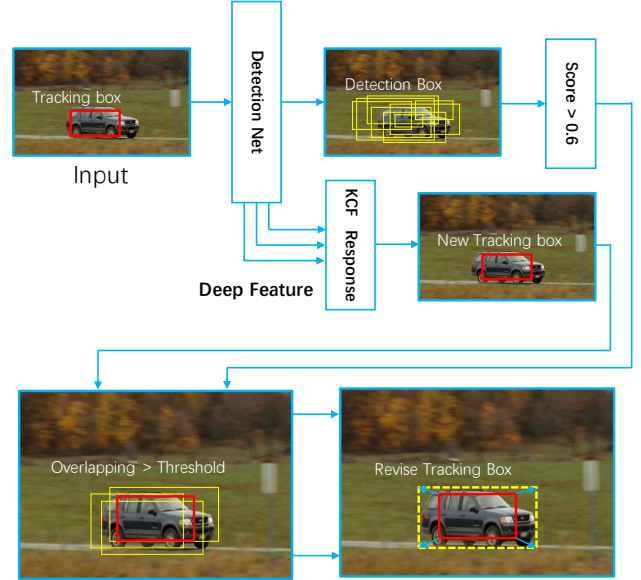 Tracking box
Input
Detection Net
Detection Box
Score > 0.6
Deep Feature
KCF Response
New Tracking box
Overlapping > Threshold
Revise Tracking Box